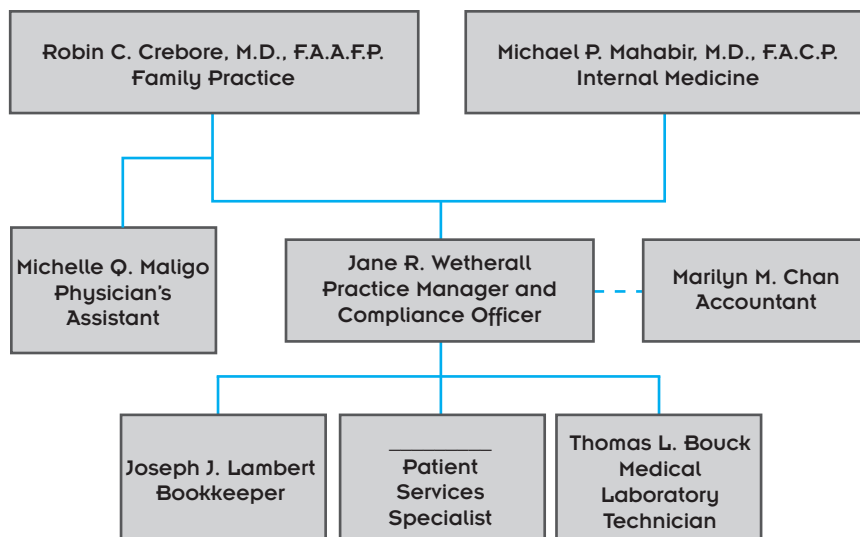 Robin C. Crebore, M.D., F.A.A.F.P.
Family Practice
Michael P. Mahabir, M.D., F.A.C.P.
Internal Medicine
Michelle Q. Maligo
Physician's
Assistant
Jane R. Wetherall
Practice Manager and
Compliance Officer
Marilyn M. Chan
Accountant
Joseph J. Lambert
Bookkeeper
__________
Patient
Services
Specialist
Thomas L. Bouck
Medical
Laboratory
Technician